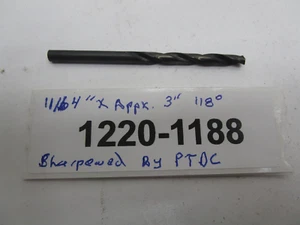 11/64" x Appx. 3" 118°
1220-1188
Sharpened By PTDC